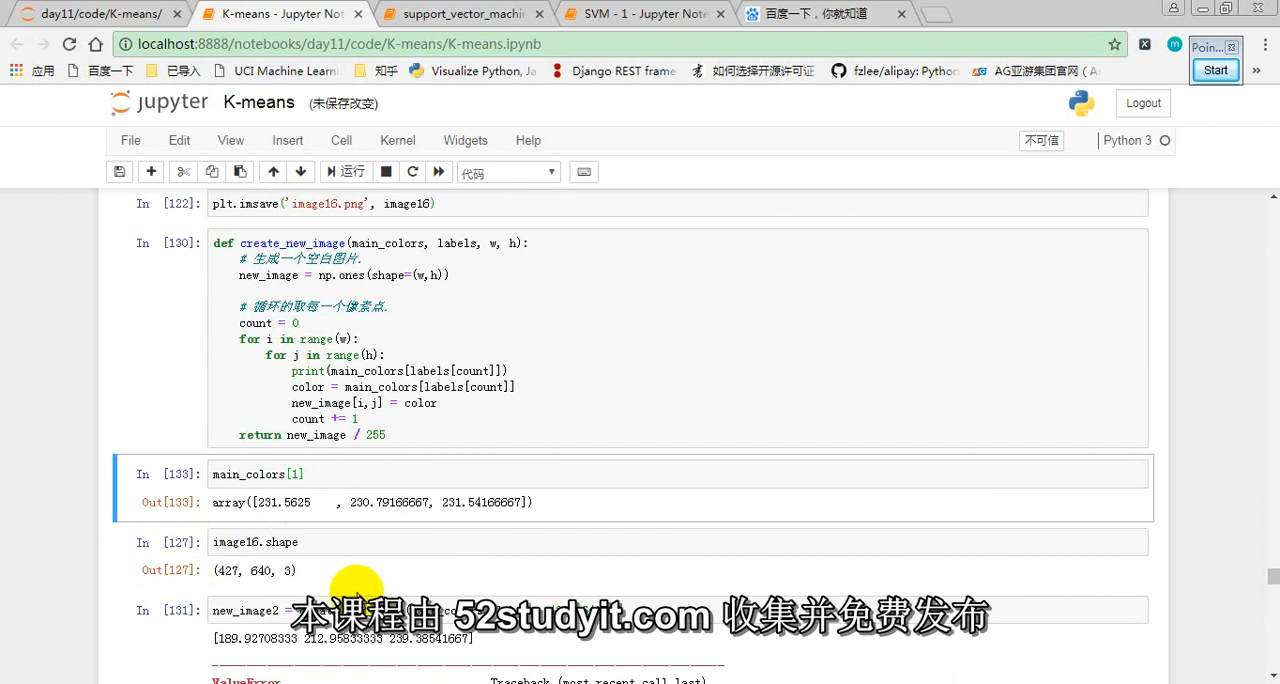 day11/code/K-means/
K-means - Jupyter Not
support_vector_machin
SVM - 1 - Jupyter Note
百度一下，你就知道
localhost:8888/notebooks/day11/code/K-means/K-means.ipynb
Poin...
应用
百度一下
已导入
UCI Machine Learni
知乎
Visualize Python, Ja
Django REST frame
如何选择开源许可证
fzlee/alipay: Python
AG亚游集团官网（A
Start
jupyter K-means (未保存改变)
Logout
File Edit View Insert Cell Kernel Widgets Help
不可信
Python 3
运行
代码
In [122]: plt.imsave('image16.png', image16)
In [130]: def create_new_image(main_colors, labels, w, h):
# 生成一个空白图片.
new_image = np.ones(shape=(w,h))
# 循环的取每一个像素点.
count = 0
for i in range(w):
for j in range(h):
print(main_colors[labels[count]])
color = main_colors[labels[count]]
new_image[i,j] = color
count += 1
return new_image / 255
In [133]: main_colors[1]
Out[133]: array([231.5625 , 230.79166667, 231.54166667])
In [127]: image16.shape
Out[127]: (427, 640, 3)
In [131]: new_image2 =
本课程由 52studyit.com 收集并免费发布
[189.92708333 212.95833333 239.38541667]
ValueError Traceback (most recent call last)